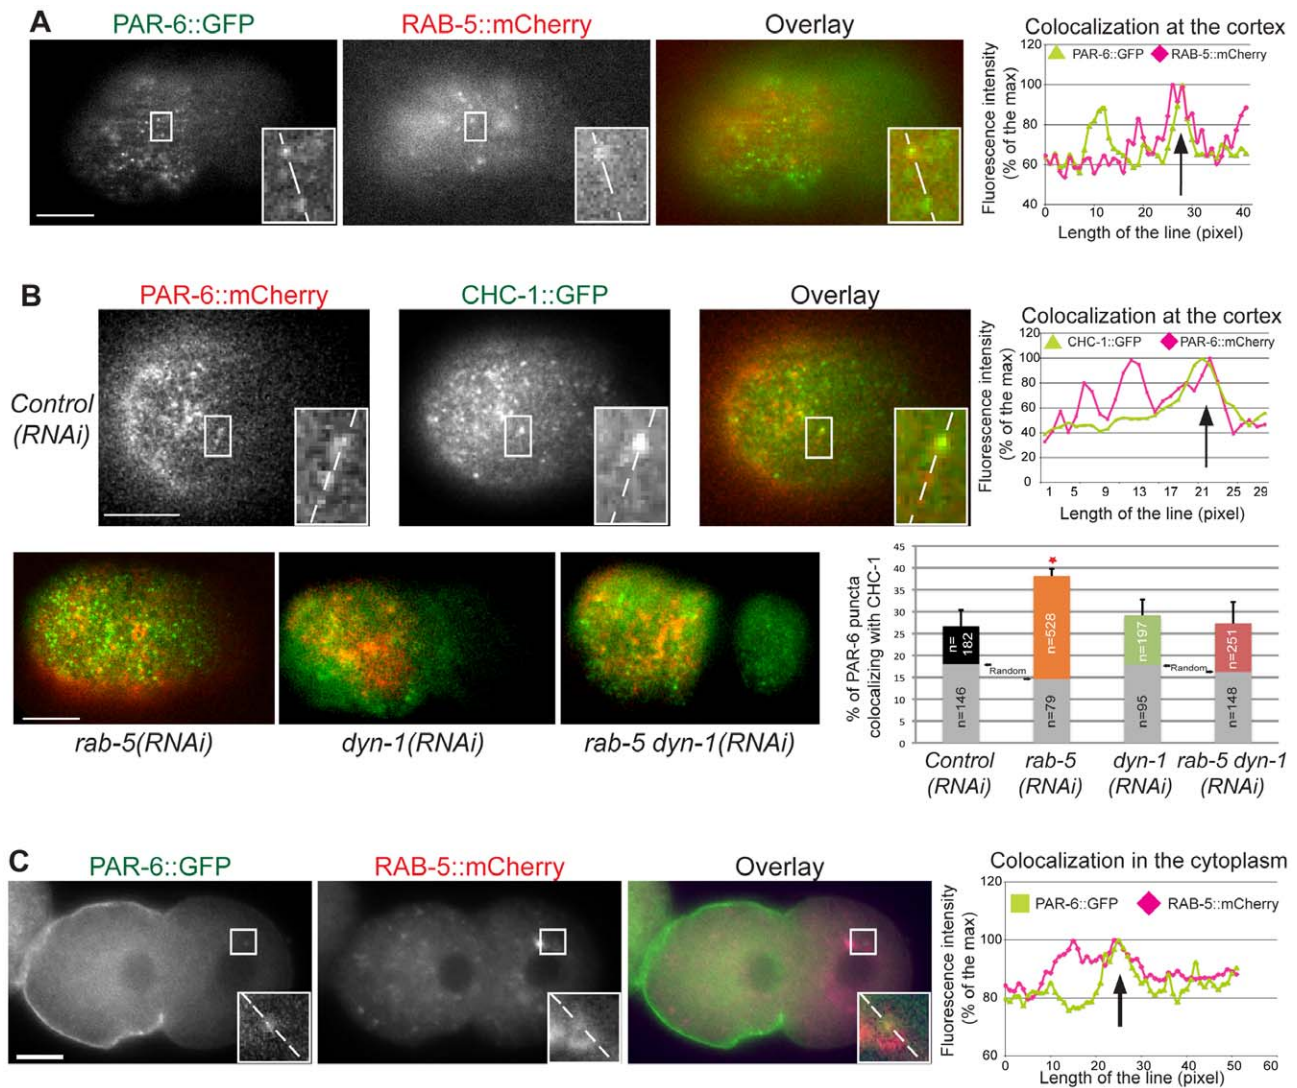 A
PAR-6::GFP
RAB-5::mCherry
Overlay
Colocalization at the cortex
120
PAR-6::GFP
RAB-5::mCherry
100
80
60
40
Fluorescence intensity
(% of the max)
0 10 20 30 40
Length of the line (pixel)
B
PAR-6::mCherry
CHC-1::GFP
Overlay
Control
(RNAi)
Colocalization at the cortex
120
CHC-1::GFP
PAR-6::mCherry
100
80
60
40
20
0
Fluorescence intensity
(% of the max)
1 5 9 13 17 21 25 29
Length of the line (pixel)
rab-5(RNAi)
dyn-1(RNAi)
rab-5 dyn-1(RNAi)
45
40
35
30
25
20
15
10
5
0
% of PAR-6 puncta
colocalizing with CHC-1
n=
182
n=528
n=197
n=251
Random
Random
n=146
n=79
n=95
n=148
Control
(RNAi)
rab-5
(RNAi)
dyn-1
(RNAi)
rab-5 dyn-1
(RNAi)
C
PAR-6::GFP
RAB-5::mCherry
Overlay
Colocalization in the cytoplasm
120
PAR-6::GFP
RAB-5::mCherry
100
80
60
Fluorescence intensity
(% of the max)
0 10 20 30 40 50 60
Length of the line (pixel)